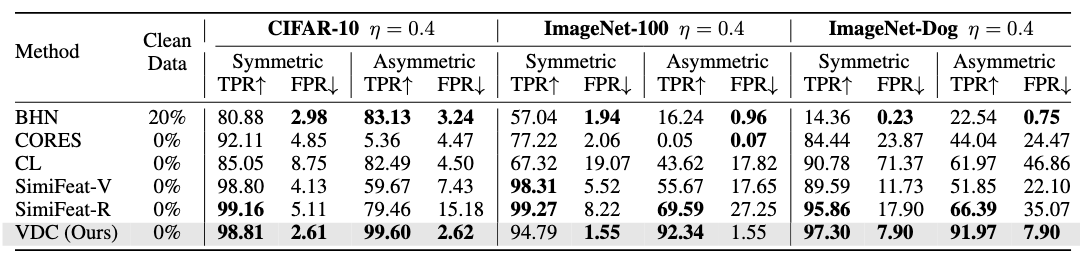 CIFAR-10 η = 0.4 ImageNet-100 η = 0.4 ImageNet-Dog η = 0.4
Method Clean Data Symmetric Asymmetric Symmetric Asymmetric Symmetric Asymmetric
TPR↑ FPR↓ TPR↑ FPR↓ TPR↑ FPR↓ TPR↑ FPR↓ TPR↑ FPR↓ TPR↑ FPR↓
BHN 20% 80.88 2.98 83.13 3.24 57.04 1.94 16.24 0.96 14.36 0.23 22.54 0.75
CORES 0% 92.11 4.85 5.36 4.47 77.22 2.06 0.05 0.07 84.44 23.87 44.04 24.47
CL 0% 85.05 8.75 82.49 4.50 67.32 19.07 43.62 17.82 90.78 71.37 61.97 46.86
SimiFeat-V 0% 98.80 4.13 59.67 7.43 98.31 5.52 55.67 17.65 89.59 11.73 51.85 22.10
SimiFeat-R 0% 99.16 5.11 79.46 15.18 99.27 8.22 69.59 27.25 95.86 17.90 66.39 35.07
VDC (Ours) 0% 98.81 2.61 99.60 2.62 94.79 1.55 92.34 1.55 97.30 7.90 91.97 7.90